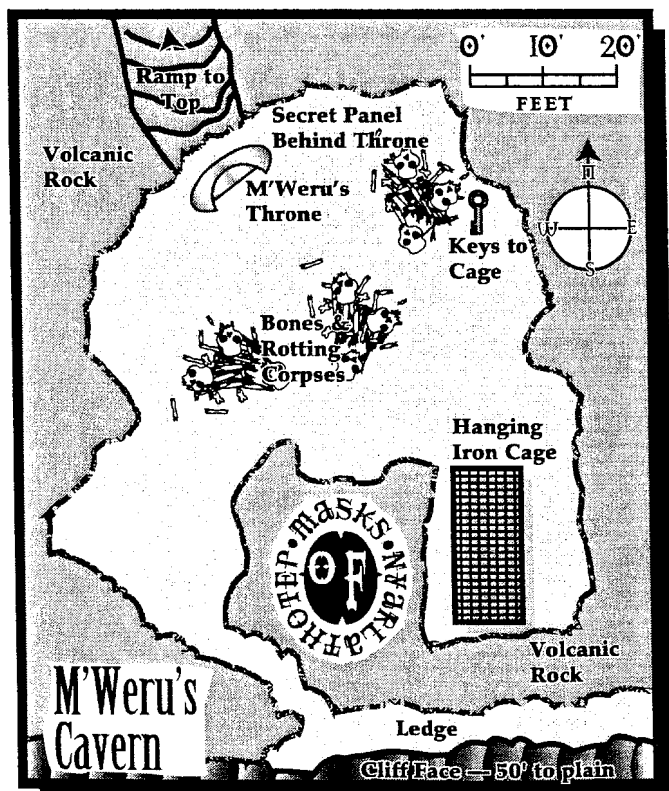 0' 10' 20'
FEET
Ramp to
Top
Secret Panel
Behind Throne
Volcanic
Rock
M'Weru's
Throne
Keys to
Cage
N
W E
S
Bones &
Rotting
Corpses
Hanging
Iron Cage
MASKS OF NYARLATHOTEP
Volcanic
Rock
M'Weru's
Cavern
Ledge
Cliff Face — 50' to plain